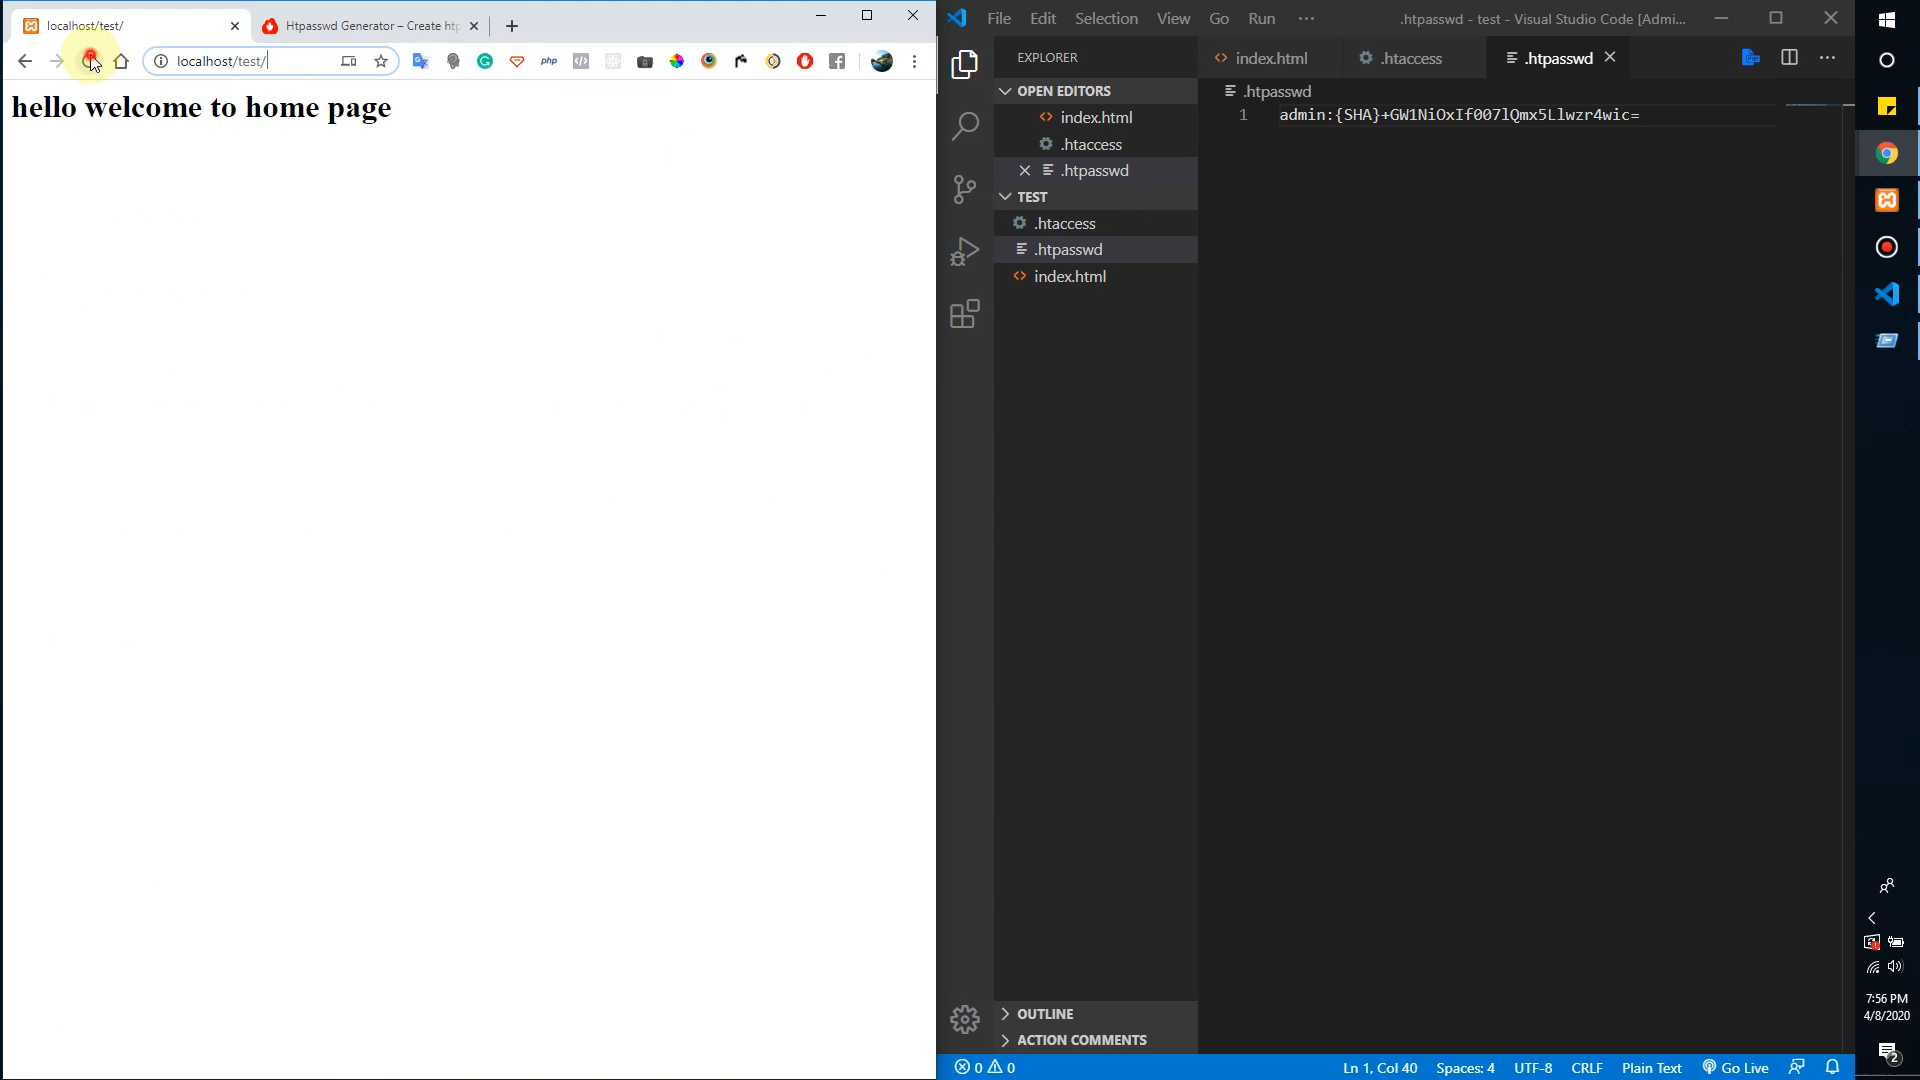 localhost/test/
Htpasswd Generator – Create htp
localhost/test/
php
hello welcome to home page
File Edit Selection View Go Run ···
.htpasswd - test - Visual Studio Code [Admi...
EXPLORER
index.html
.htaccess
.htpasswd
OPEN EDITORS
index.html
.htaccess
.htpasswd
TEST
.htaccess
.htpasswd
index.html
.htpasswd
1 admin:{SHA}+GW1NiOxIf007lQmx5Llwzr4wic=
OUTLINE
ACTION COMMENTS
0 0
Ln 1, Col 40 Spaces: 4 UTF-8 CRLF Plain Text Go Live
7:56 PM
4/8/2020
2